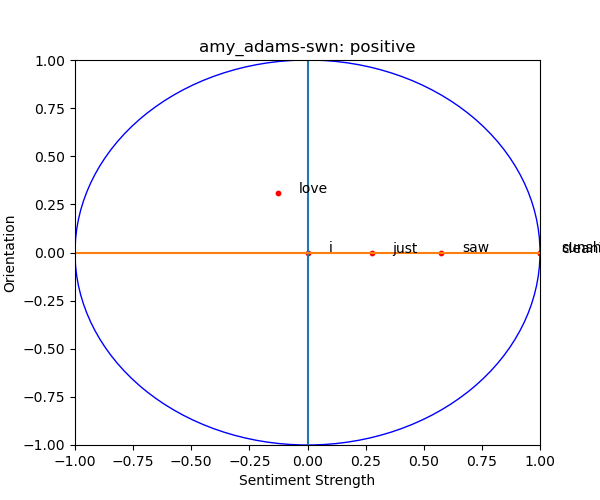 amy_adams-swn: positive
1.00
0.75
0.50
0.25
0.00
−0.25
−0.50
−0.75
−1.00
Orientation
love
i
just
saw
−1.00 −0.75 −0.50 −0.25 0.00 0.25 0.50 0.75 1.00
Sentiment Strength